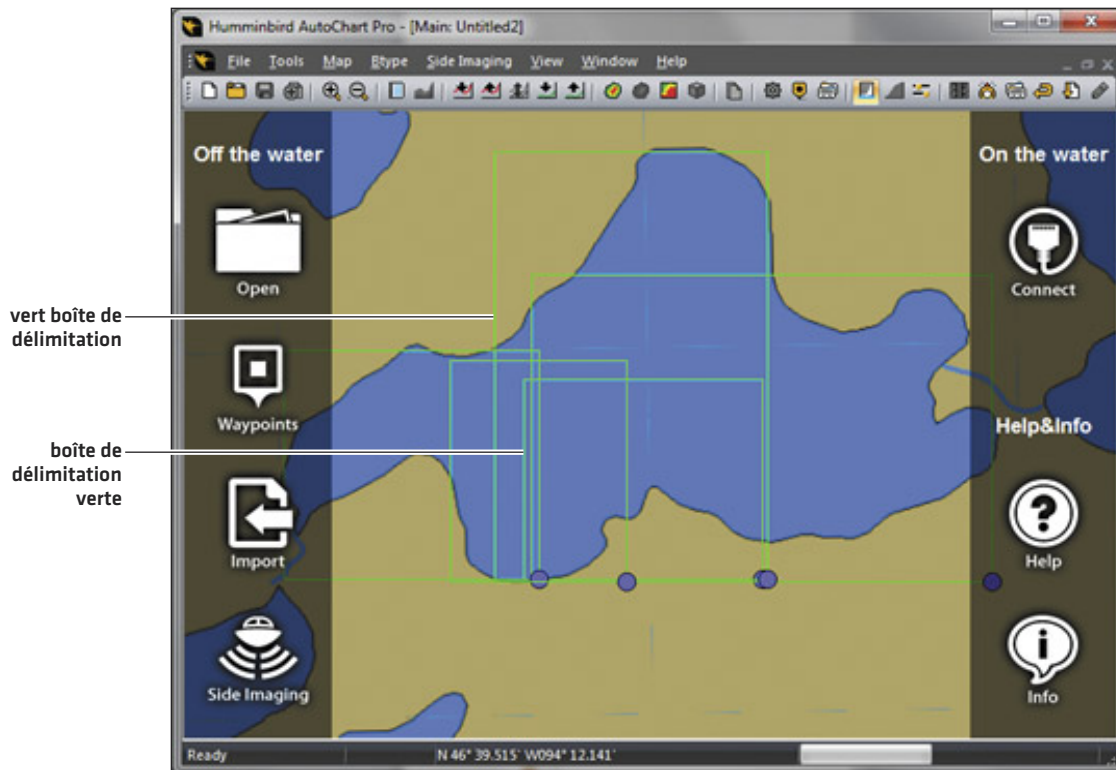 Humminbird AutoChart Pro - [Main: Untitled2]
File Tools Map Btype Side Imaging View Window Help
Off the water
On the water
Open
Connect
vert boîte de
délimitation
Waypoints
Help&Info
boîte de
délimitation
verte
Import
Help
Side Imaging
Info
Ready
N 46° 39.515' W094° 12.141'